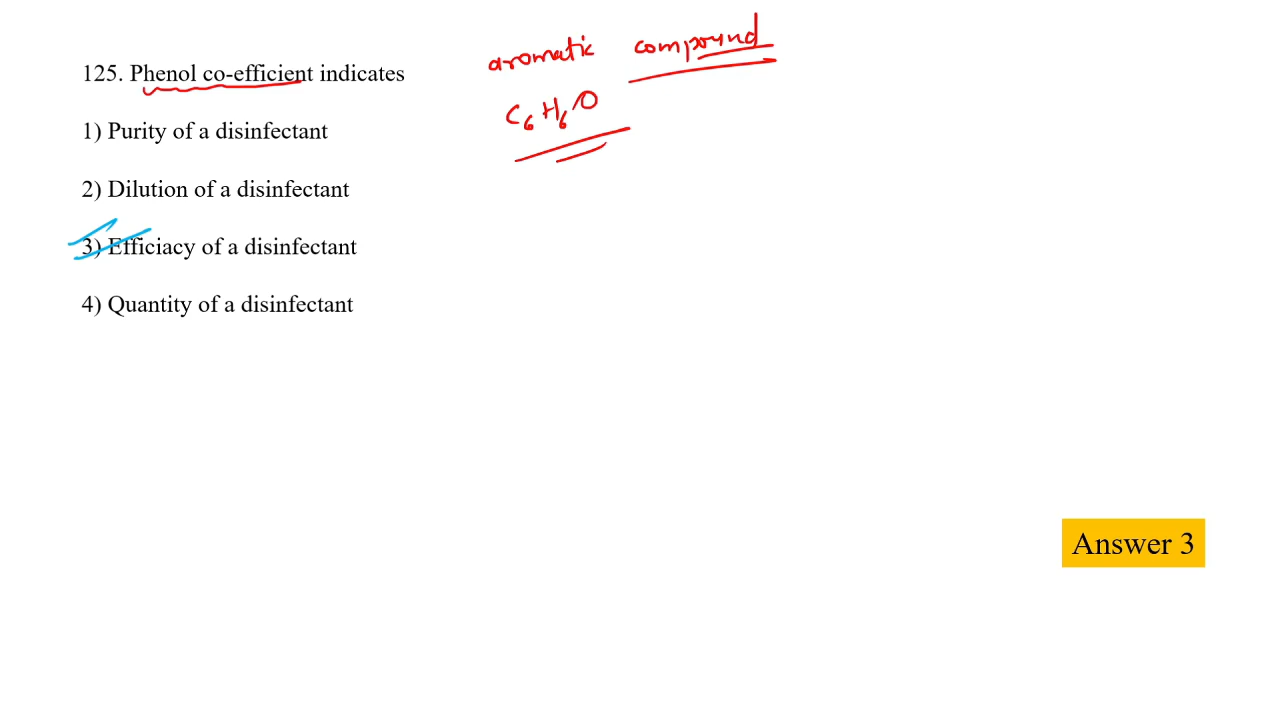 aromatic compound
125. Phenol co-efficient indicates
C6H6O
1) Purity of a disinfectant
2) Dilution of a disinfectant
3) Efficiacy of a disinfectant
4) Quantity of a disinfectant
Answer 3